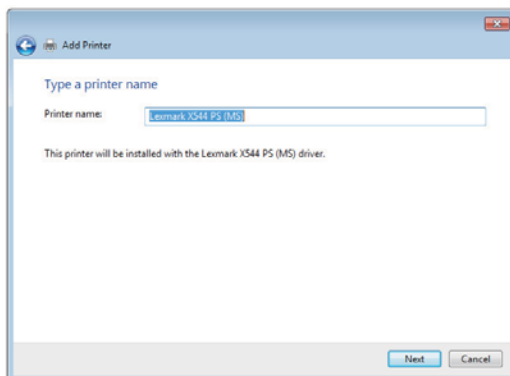 Add Printer
Type a printer name
Printer name: Lexmark X544 PS (MS)
This printer will be installed with the Lexmark X544 PS (MS) driver.
Next Cancel